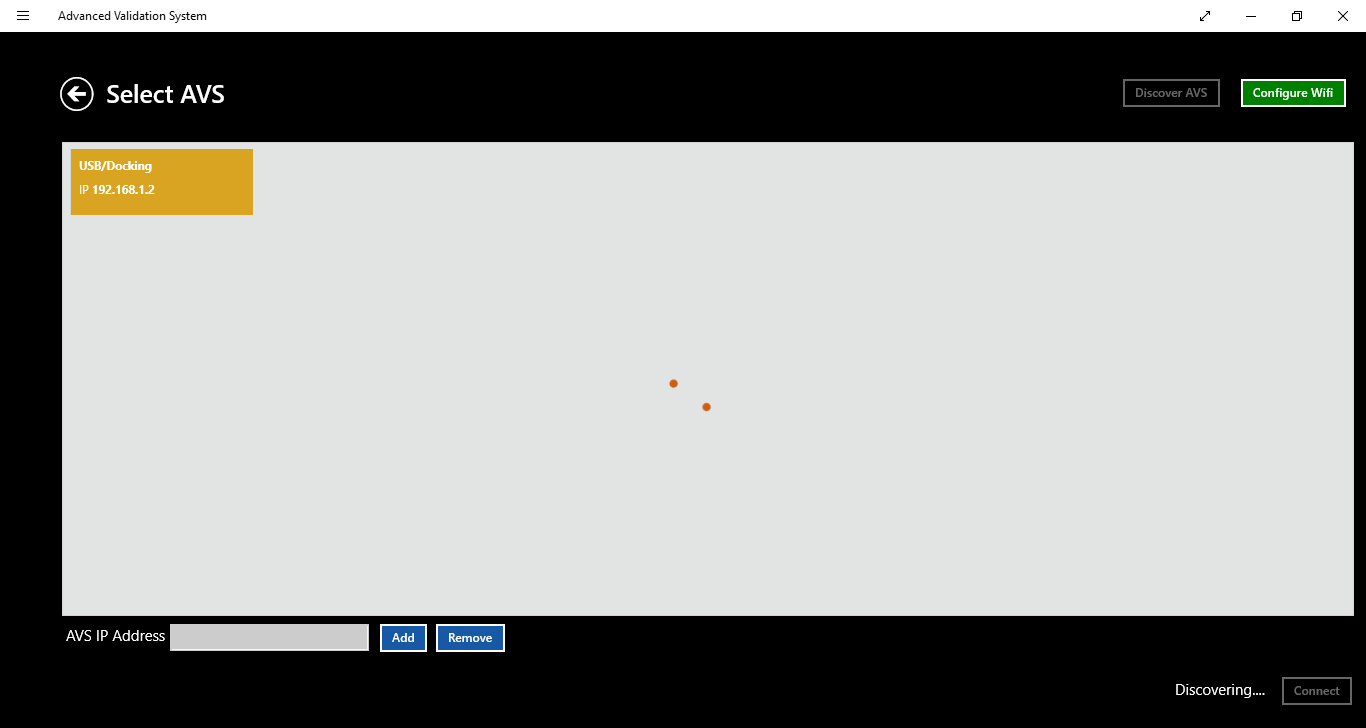 Advanced Validation System
Select AVS
Discover AVS
Configure Wifi
USB/Docking
IP 192.168.1.2
AVS IP Address
Add
Remove
Discovering....
Connect